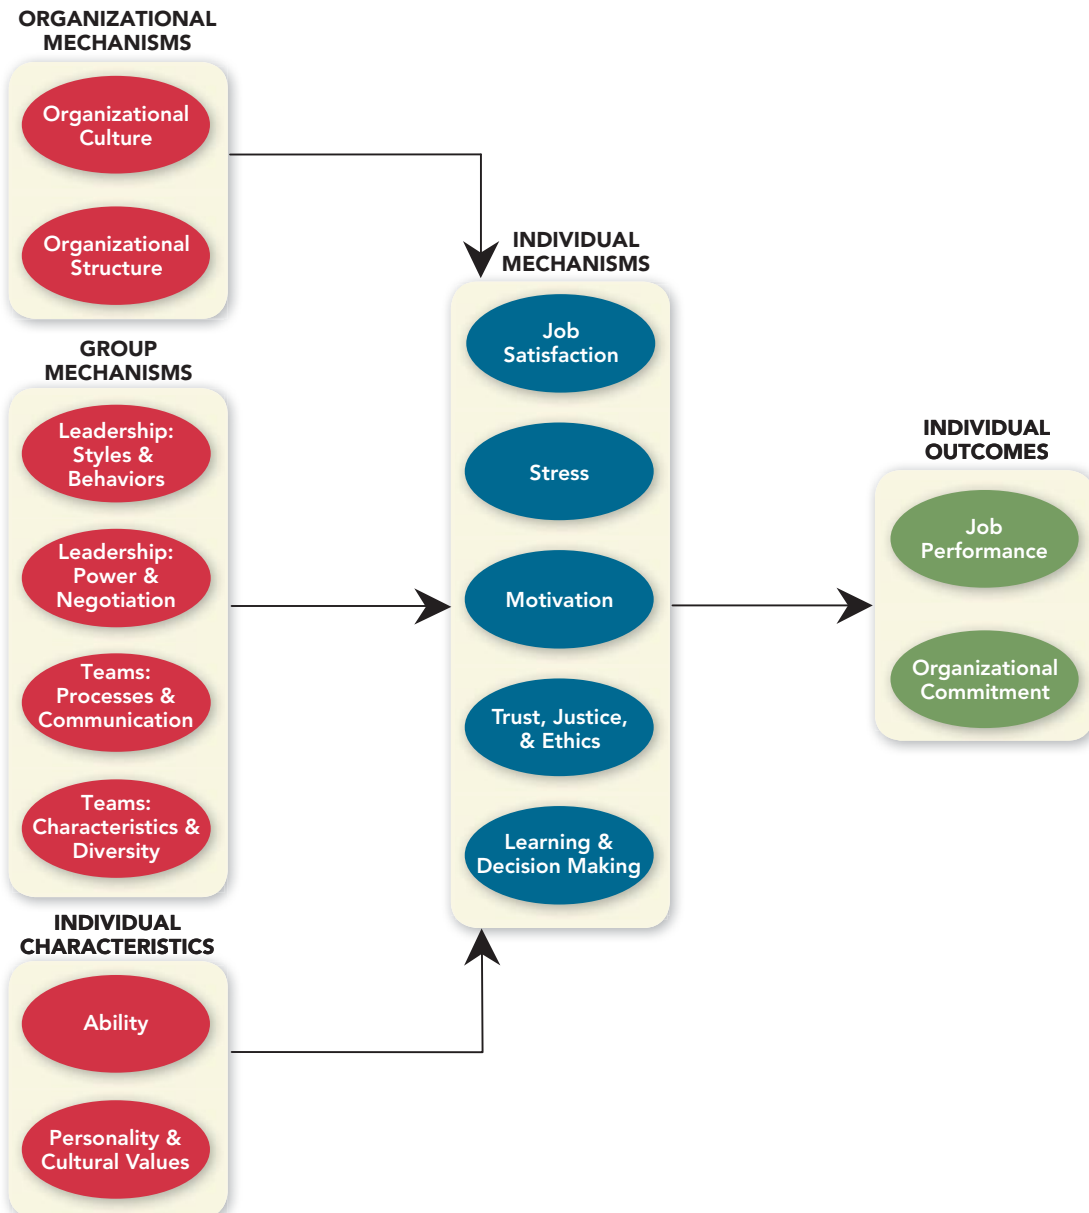 ORGANIZATIONAL
MECHANISMS
Organizational
Culture
Organizational
Structure
GROUP
MECHANISMS
Leadership:
Styles &
Behaviors
Leadership:
Power &
Negotiation
Teams:
Processes &
Communication
Teams:
Characteristics &
Diversity
INDIVIDUAL
CHARACTERISTICS
Ability
Personality &
Cultural Values
INDIVIDUAL
MECHANISMS
Job
Satisfaction
Stress
Motivation
Trust, Justice,
& Ethics
Learning &
Decision Making
INDIVIDUAL
OUTCOMES
Job
Performance
Organizational
Commitment